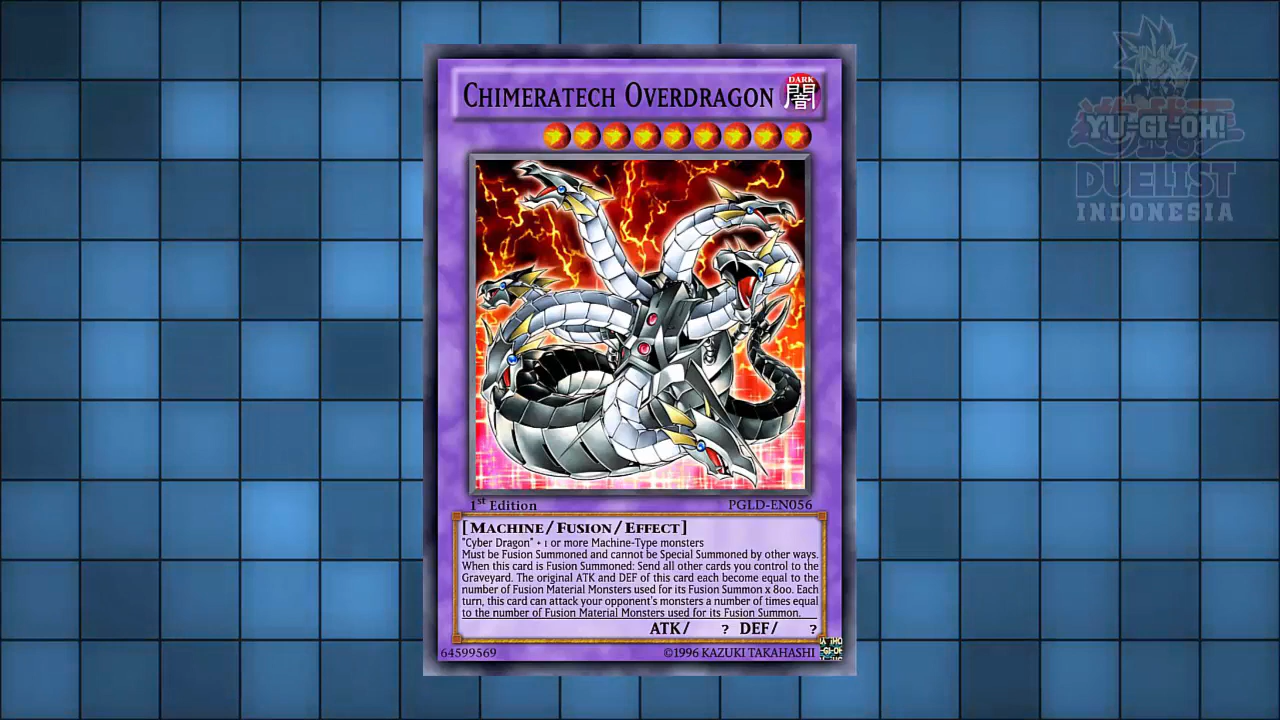 CHIMERATECH OVERDRAGON
DARK
闇
YU-GI-OH!
DUELIST
INDONESIA
1st Edition
PGLD-EN056
[MACHINE/FUSION/EFFECT]
"Cyber Dragon" + 1 or more Machine-Type monsters
Must be Fusion Summoned and cannot be Special Summoned by other ways.
When this card is Fusion Summoned: Send all other cards you control to the
Graveyard. The original ATK and DEF of this card each become equal to the
number of Fusion Material Monsters used for its Fusion Summon x 800. Each
turn, this card can attack your opponent's monsters a number of times equal
to the number of Fusion Material Monsters used for its Fusion Summon.
ATK/ ? DEF/ ?
64599569
©1996 KAZUKI TAKAHASHI